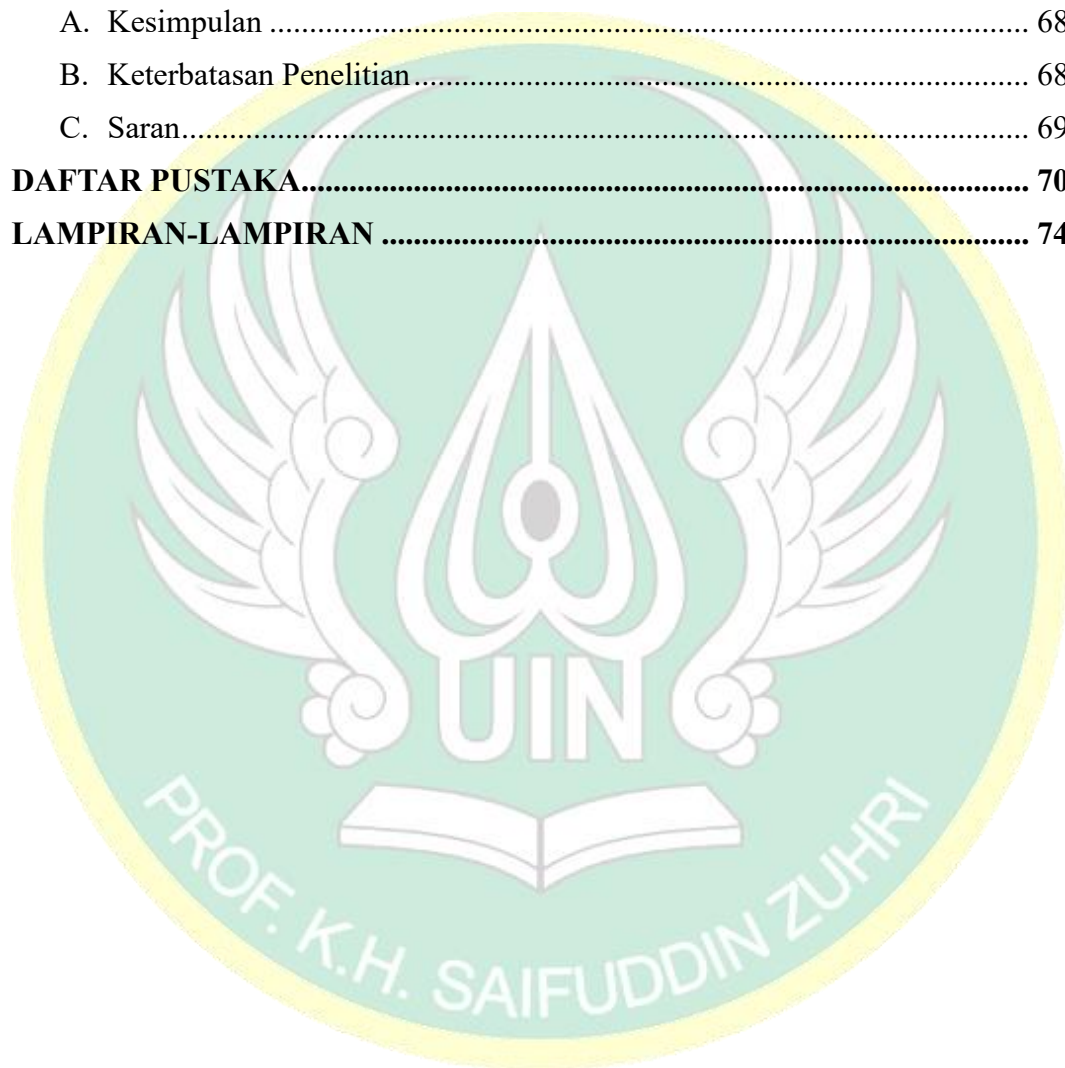 A. Kesimpulan ........................................................................................................ 68
B. Keterbatasan Penelitian .................................................................................... 68
C. Saran................................................................................................................... 69
DAFTAR PUSTAKA............................................................................................... 70
LAMPIRAN-LAMPIRAN ..................................................................................... 74
UIN
PROF. K.H. SAIFUDDIN ZUHRI